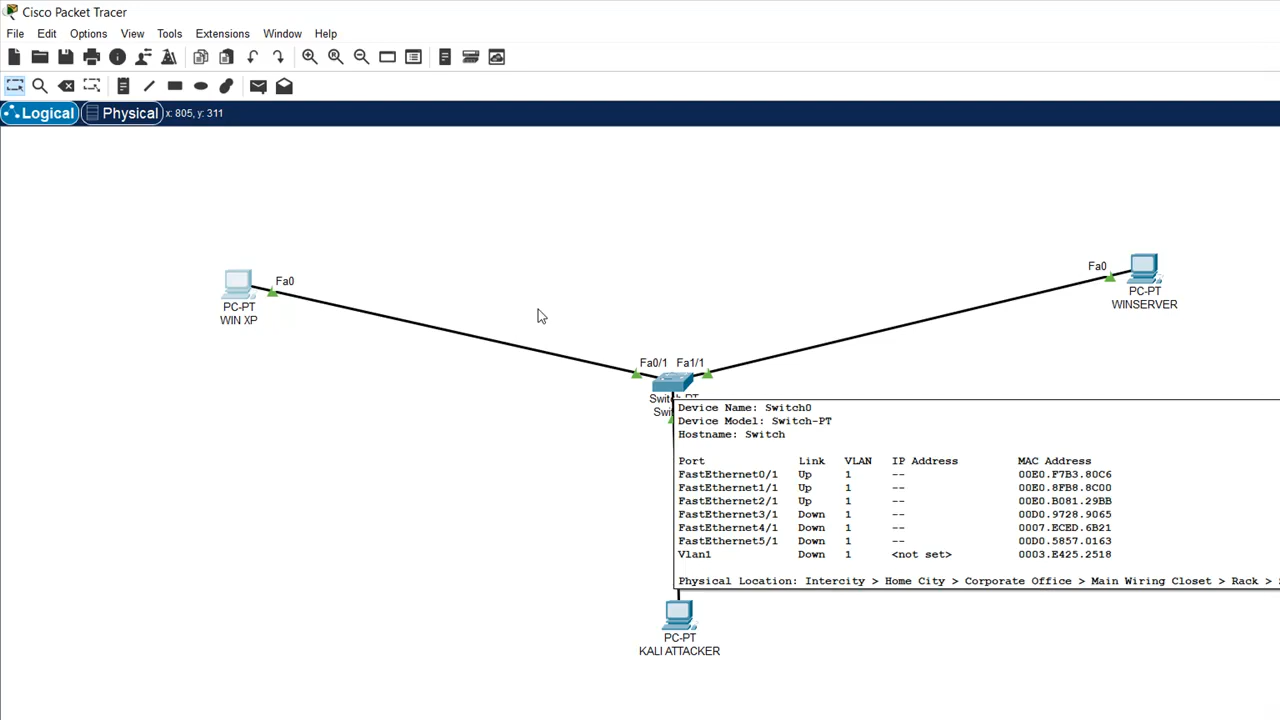 Cisco Packet Tracer
File Edit Options View Tools Extensions Window Help
Logical Physical x: 805, y: 311
Fa0
PC-PT
WINSERVER
Fa0
PC-PT
WIN XP
Fa0/1 Fa1/1
Device Name: Switch0
Device Model: Switch-PT
Hostname: Switch
Port Link VLAN IP Address MAC Address
FastEthernet0/1 Up 1 -- 00E0.F7B3.80C6
FastEthernet1/1 Up 1 -- 00E0.8FB8.8C00
FastEthernet2/1 Up 1 -- 00E0.B081.29BB
FastEthernet3/1 Down 1 -- 00D0.9728.9065
FastEthernet4/1 Down 1 -- 0007.ECED.6B21
FastEthernet5/1 Down 1 -- 00D0.5857.0163
Vlan1 Down 1 <not set> 0003.E425.2518
Physical Location: Intercity > Home City > Corporate Office > Main Wiring Closet > Rack >
PC-PT
KALI ATTACKER